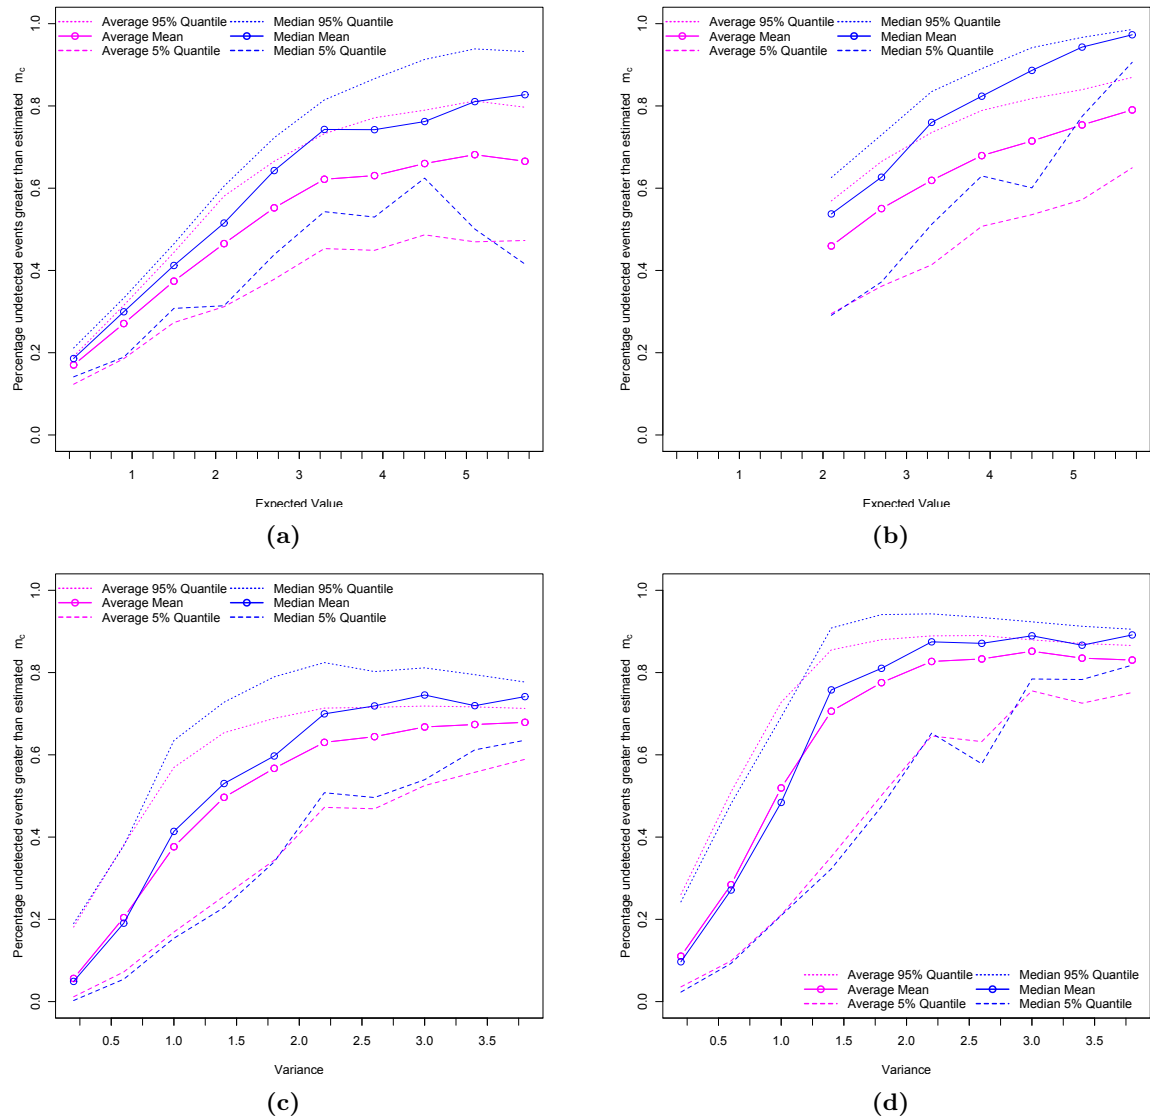 Average 95% Quantile Median 95% Quantile
Average Mean Median Mean
Average 5% Quantile Median 5% Quantile
Percentage undetected events greater than estimated m_c
0.0 0.2 0.4 0.6 0.8 1.0
1 2 3 4 5
Expected Value
(a)
Average 95% Quantile Median 95% Quantile
Average Mean Median Mean
Average 5% Quantile Median 5% Quantile
Percentage undetected events greater than estimated m_c
0.0 0.2 0.4 0.6 0.8 1.0
1 2 3 4 5
Expected Value
(b)
Average 95% Quantile Median 95% Quantile
Average Mean Median Mean
Average 5% Quantile Median 5% Quantile
Percentage undetected events greater than estimated m_c
0.0 0.2 0.4 0.6 0.8 1.0
0.5 1.0 1.5 2.0 2.5 3.0 3.5
Variance
(c)
Percentage undetected events greater than estimated m_c
0.0 0.2 0.4 0.6 0.8 1.0
Average 95% Quantile Median 95% Quantile
Average Mean Median Mean
Average 5% Quantile Median 5% Quantile
0.5 1.0 1.5 2.0 2.5 3.0 3.5
Variance
(d)